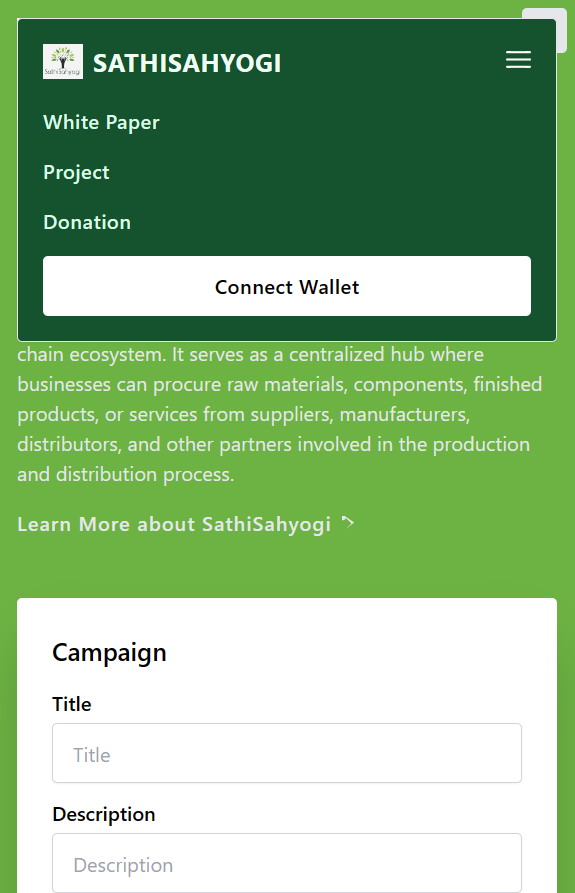 SathiSahyogi
SATHISAHYOGI
White Paper
Project
Donation
Connect Wallet
chain ecosystem. It serves as a centralized hub where
businesses can procure raw materials, components, finished
products, or services from suppliers, manufacturers,
distributors, and other partners involved in the production
and distribution process.
Learn More about SathiSahyogi
Campaign
Title
Title
Description
Description